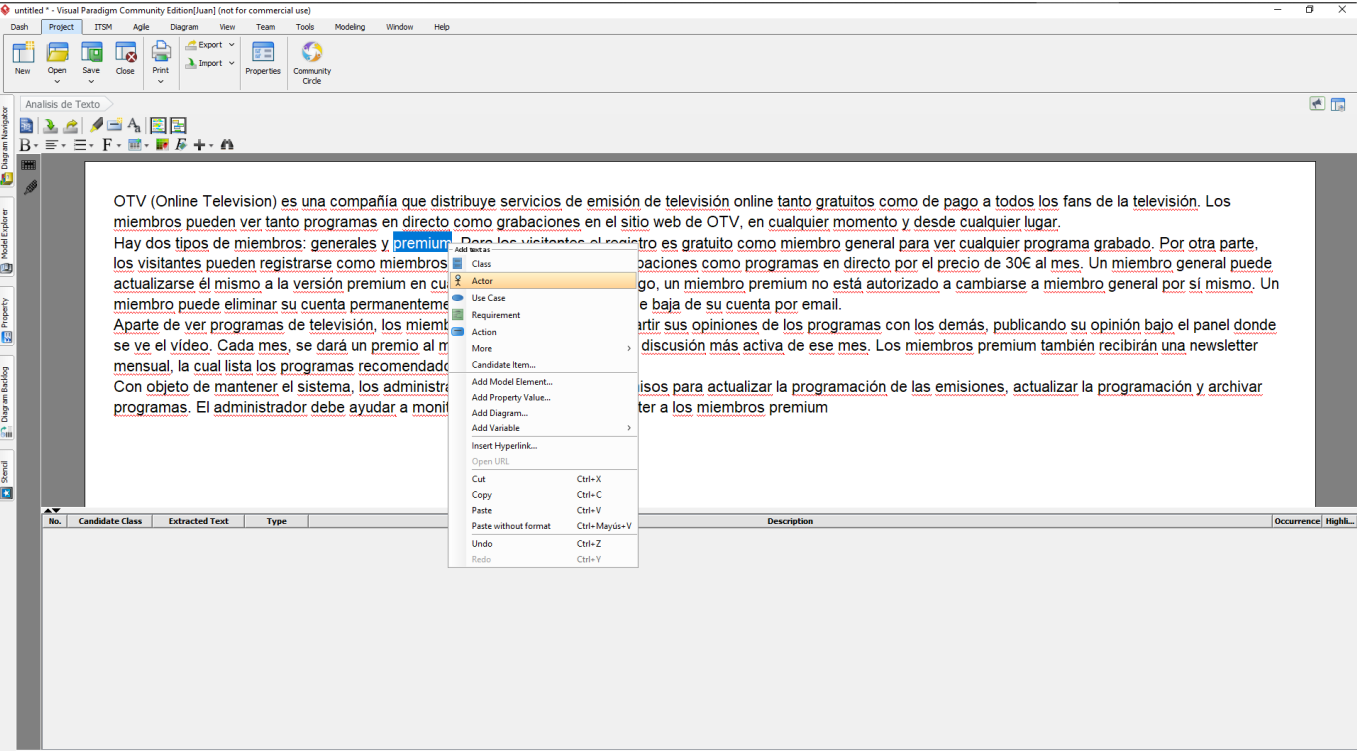 untitled * - Visual Paradigm Community Edition[Juan] (not for commercial use)
Dash Project ITSM Agile Diagram View Team Tools Modeling Window Help
Export
Import
New Open Save Close Print Properties Community Circle
Analisis de Texto
Diagram Navigator
Model Explorer
Property
Diagram Backlog
Stencil
OTV (Online Television) es una compañía que distribuye servicios de emisión de televisión online tanto gratuitos como de pago a todos los fans de la televisión. Los
miembros pueden ver tanto programas en directo como grabaciones en el sitio web de OTV, en cualquier momento y desde cualquier lugar.
Hay dos tipos de miembros: generales y premium. Para los visitantes el registro es gratuito como miembro general para ver cualquier programa grabado. Por otra parte,
los visitantes pueden registrarse como miembros baciones como programas en directo por el precio de 30€ al mes. Un miembro general puede
actualizarse él mismo a la versión premium en cu go, un miembro premium no está autorizado a cambiarse a miembro general por sí mismo. Un
miembro puede eliminar su cuenta permanenteme e baja de su cuenta por email.
Aparte de ver programas de televisión, los miemb artir sus opiniones de los programas con los demás, publicando su opinión bajo el panel donde
se ve el vídeo. Cada mes, se dará un premio al m discusión más activa de ese mes. Los miembros premium también recibirán una newsletter
mensual, la cual lista los programas recomendado
Con objeto de mantener el sistema, los administra isos para actualizar la programación de las emisiones, actualizar la programación y archivar
programas. El administrador debe ayudar a monit ter a los miembros premium
Add text as
Class
Actor
Use Case
Requirement
Action
More
Candidate Item...
Add Model Element...
Add Property Value...
Add Diagram...
Add Variable
Insert Hyperlink...
Open URL
Cut Ctrl+X
Copy Ctrl+C
Paste Ctrl+V
Paste without format Ctrl+Mayús+V
Undo Ctrl+Z
Redo Ctrl+Y
No. Candidate Class Extracted Text Type Description Occurrence Highli...